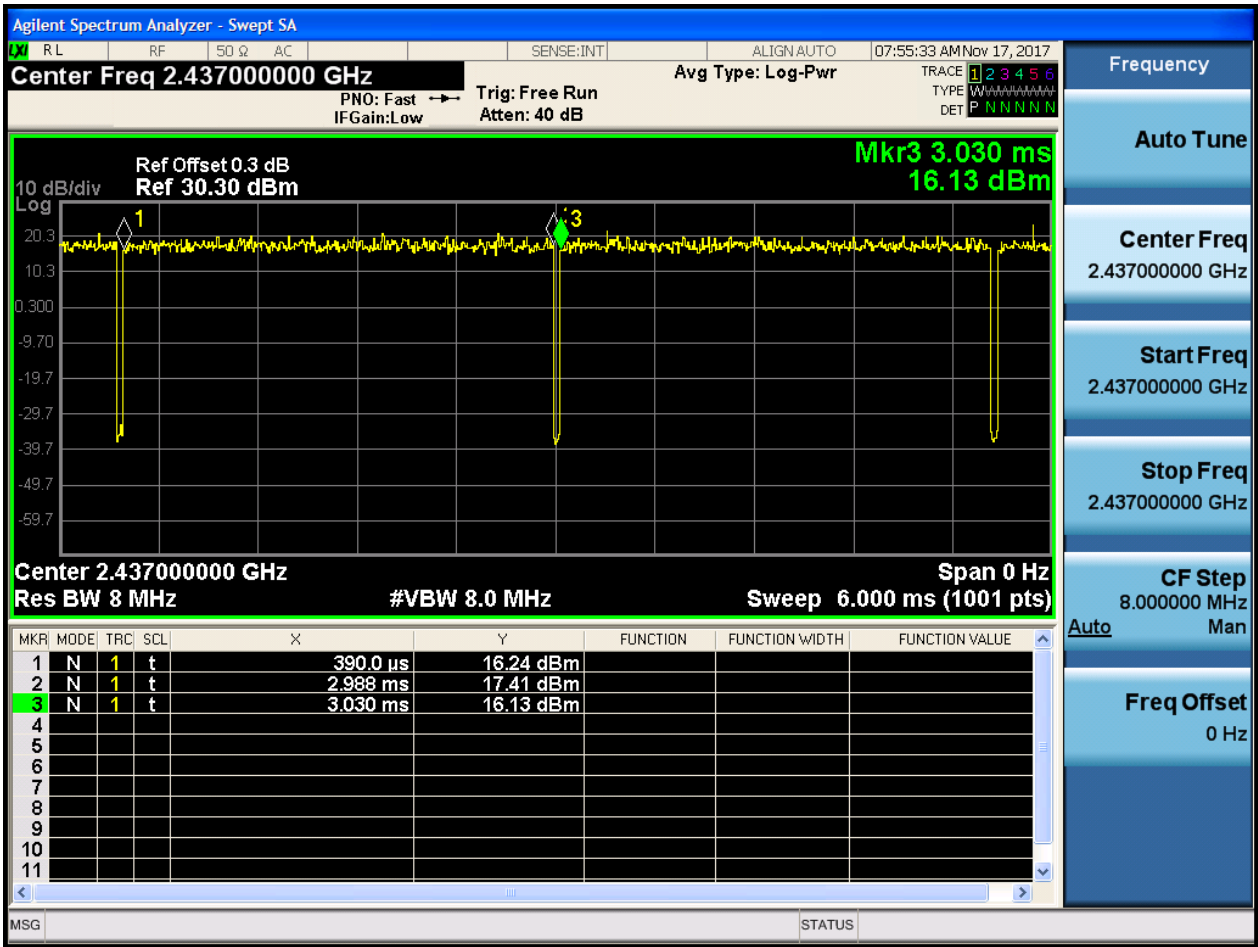 Agilent Spectrum Analyzer - Swept SA
LXI RL RF 50 Ω AC SENSE:INT ALIGN AUTO 07:55:33 AM Nov 17, 2017
Center Freq 2.437000000 GHz
PNO: Fast
IFGain:Low
Trig: Free Run
Atten: 40 dB
Avg Type: Log-Pwr
TRACE 1 2 3 4 5 6
TYPE WWWWWW
DET P N N N N N
Ref Offset 0.3 dB
10 dB/div Ref 30.30 dBm
Log
Mkr3 3.030 ms
16.13 dBm
1
3
20.3
10.3
0.300
-9.70
-19.7
-29.7
-39.7
-49.7
-59.7
Center 2.437000000 GHz Span 0 Hz
Res BW 8 MHz #VBW 8.0 MHz Sweep 6.000 ms (1001 pts)
MKR MODE TRC SCL X Y FUNCTION FUNCTION WIDTH FUNCTION VALUE
1 N 1 t 390.0 µs 16.24 dBm
2 N 1 t 2.988 ms 17.41 dBm
3 N 1 t 3.030 ms 16.13 dBm
4
5
6
7
8
9
10
11
MSG STATUS
Frequency
Auto Tune
Center Freq
2.437000000 GHz
Start Freq
2.437000000 GHz
Stop Freq
2.437000000 GHz
CF Step
8.000000 MHz
Auto Man
Freq Offset
0 Hz